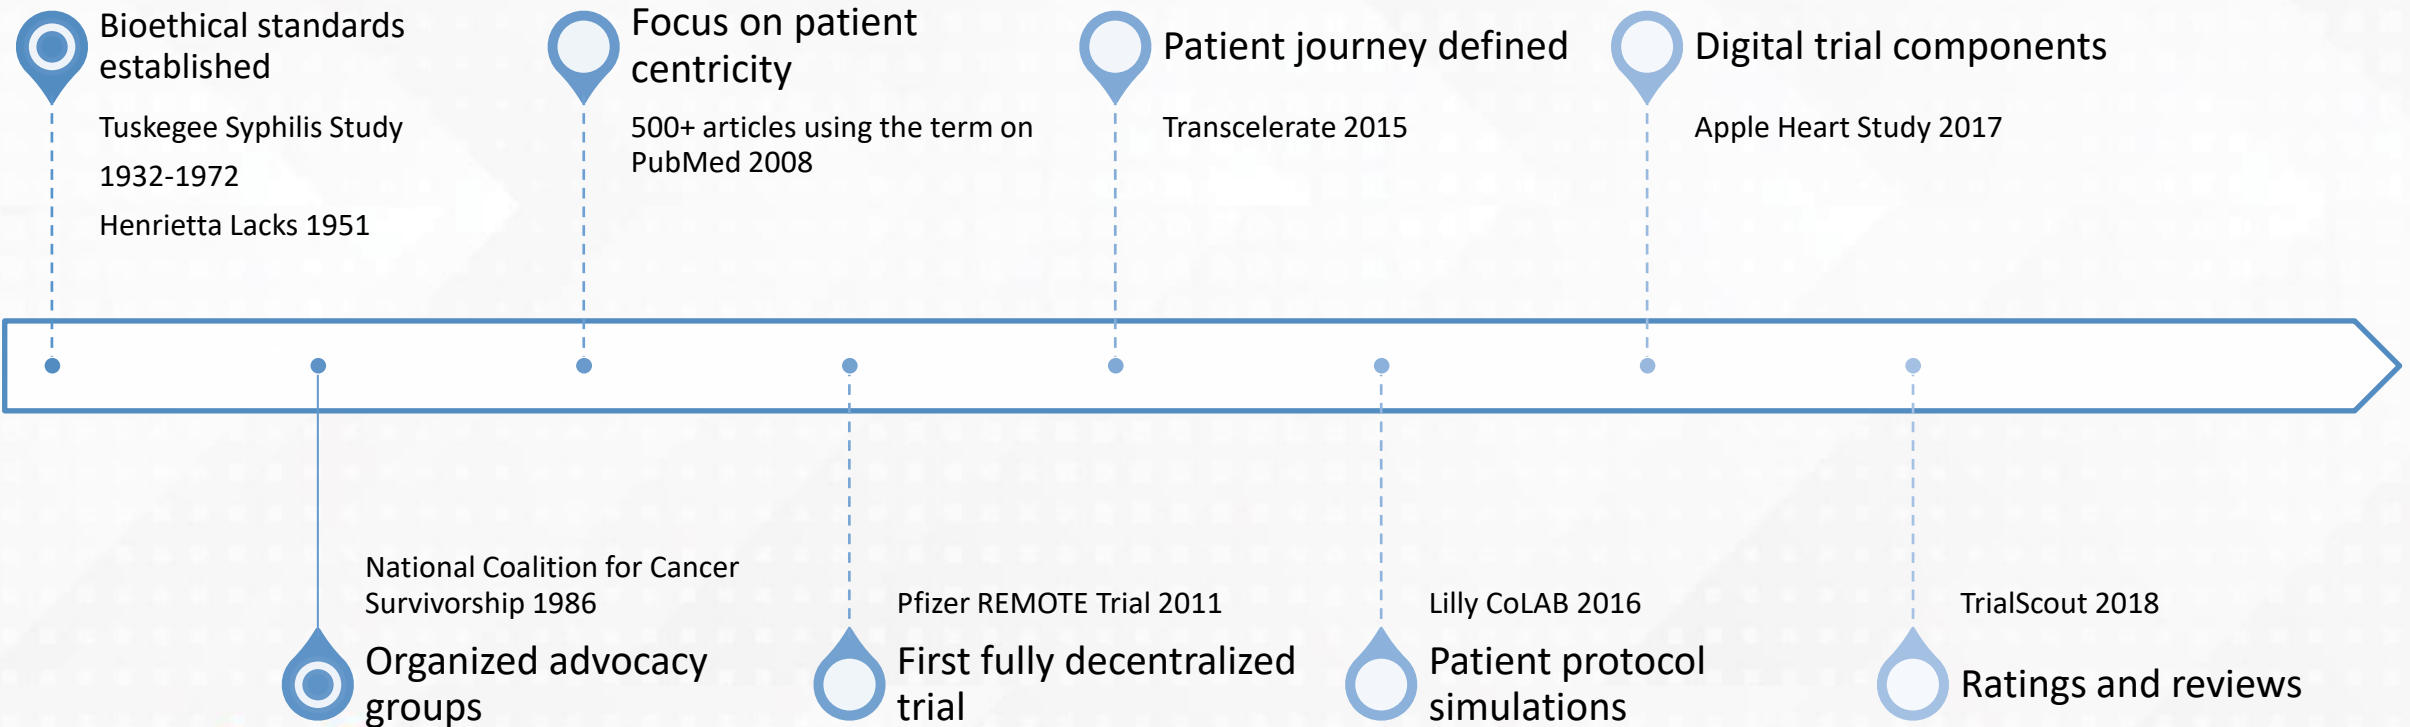 Bioethical standards
established
Tuskegee Syphilis Study
1932-1972
Henrietta Lacks 1951
Focus on patient
centricity
500+ articles using the term on
PubMed 2008
Patient journey defined
Transcelerate 2015
Digital trial components
Apple Heart Study 2017
National Coalition for Cancer
Survivorship 1986
Organized advocacy
groups
Pfizer REMOTE Trial 2011
First fully decentralized
trial
Lilly CoLAB 2016
Patient protocol
simulations
TrialScout 2018
Ratings and reviews